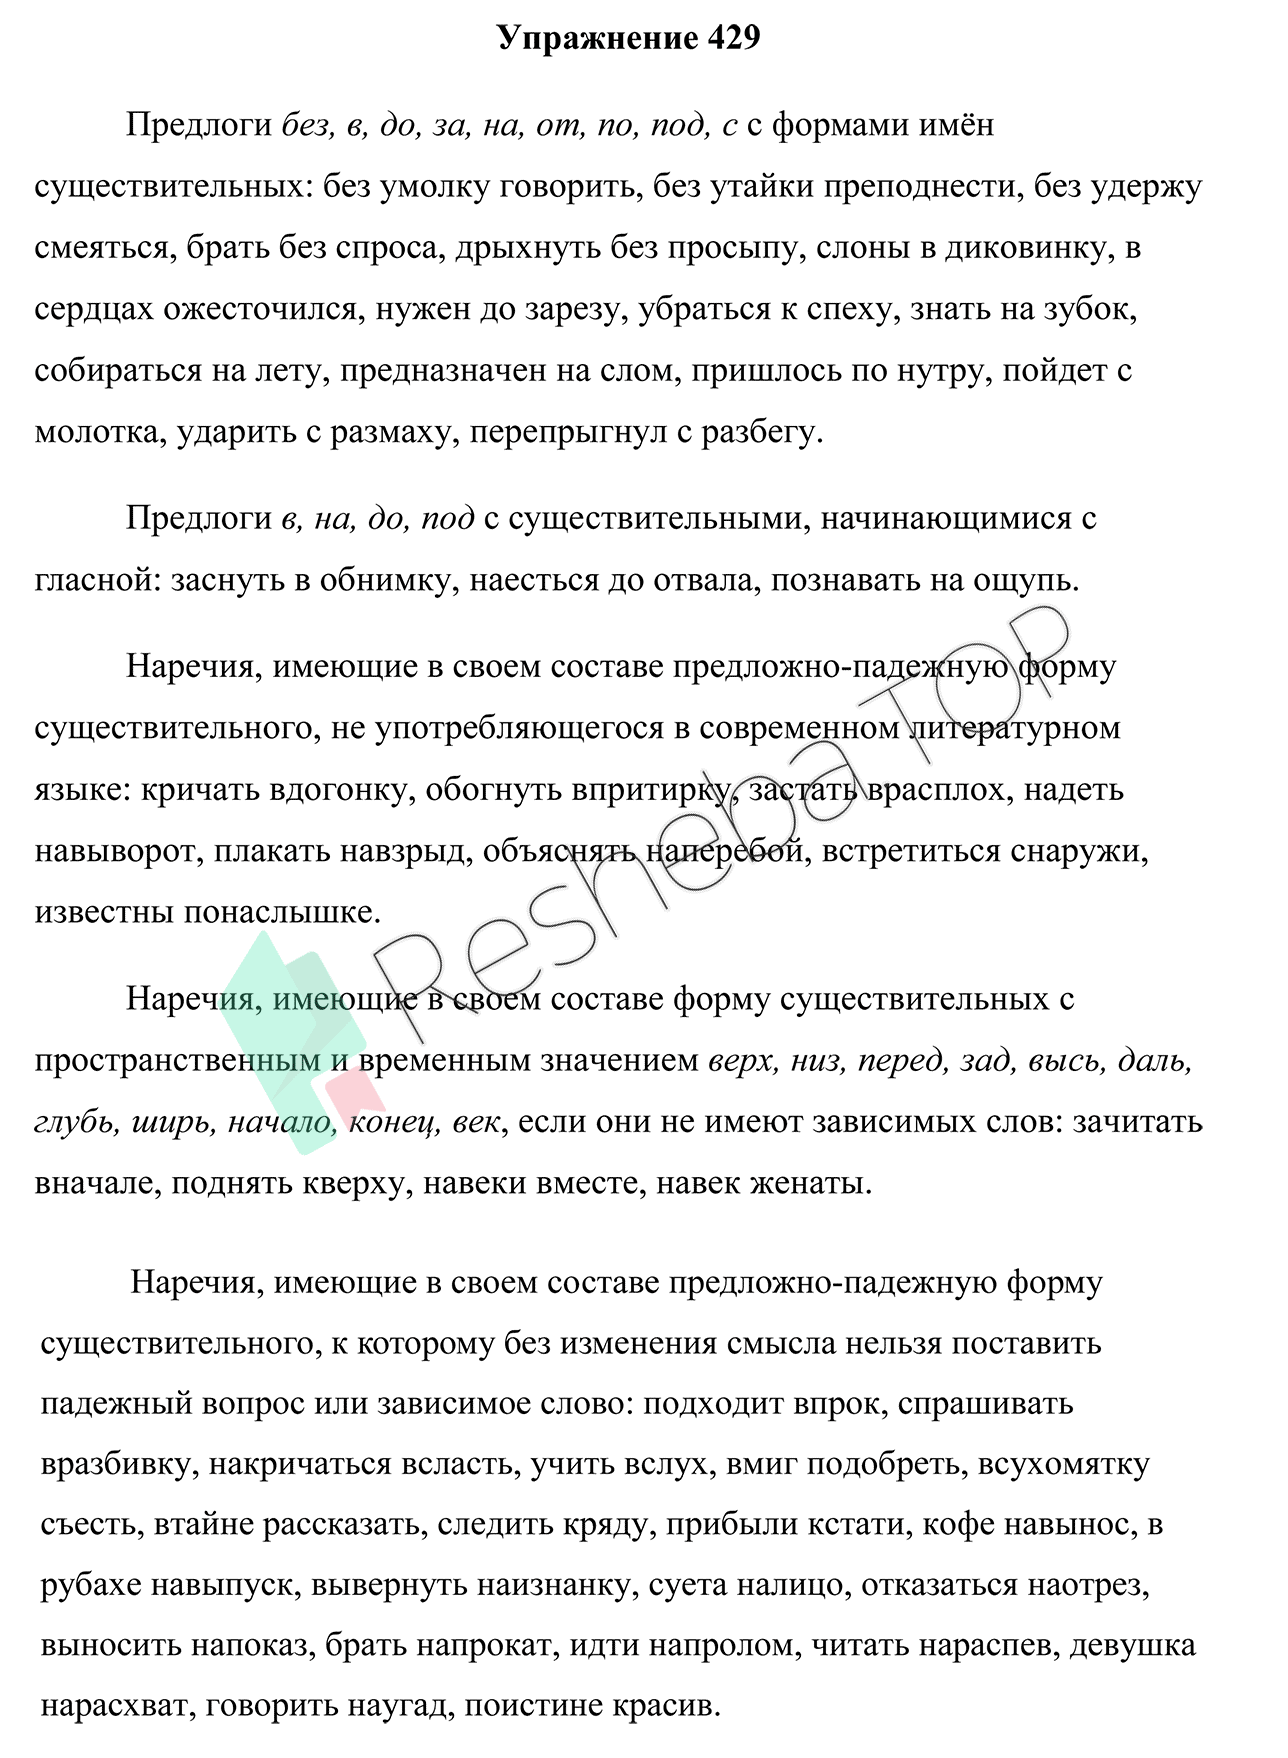 Упражнение 429
Предлоги без, в, до, за, на, от, по, под, с с формами имён
существительных: без умолку говорить, без утайки преподнести, без удержу
смеяться, брать без спроса, дрыхнуть без просыпу, слоны в диковинку, в
сердцах ожесточился, нужен до зарезу, убраться к спеху, знать на зубок,
собираться на лету, предназначен на слом, пришлось по нутру, пойдет с
молотка, ударить с размаху, перепрыгнул с разбегу.
Предлоги в, на, до, под с существительными, начинающимися с
гласной: заснуть в обнимку, наесться до отвала, познавать на ощупь.
Наречия, имеющие в своем составе предложно-падежную форму
существительного, не употребляющегося в современном литературном
языке: кричать вдогонку, обогнуть впритирку, застать врасплох, надеть
навыворот, плакать навзрыд, объяснять наперебой, встретиться снаружи,
известны понаслышке.
Наречия, имеющие в своем составе форму существительных с
пространственным и временным значением верх, низ, перед, зад, высь, даль,
глубь, ширь, начало, конец, век, если они не имеют зависимых слов: зачитать
вначале, поднять кверху, навеки вместе, навек женаты.
Наречия, имеющие в своем составе предложно-падежную форму
существительного, к которому без изменения смысла нельзя поставить
падежный вопрос или зависимое слово: подходит впрок, спрашивать
вразбивку, накричаться всласть, учить вслух, вмиг подобреть, всухомятку
съесть, втайне рассказать, следить кряду, прибыли кстати, кофе навынос, в
рубахе навыпуск, вывернуть наизнанку, суета налицо, отказаться наотрез,
выносить напоказ, брать напрокат, идти напролом, читать нараспев, девушка
нарасхват, говорить наугад, поистине красив.
Resheba.TOP